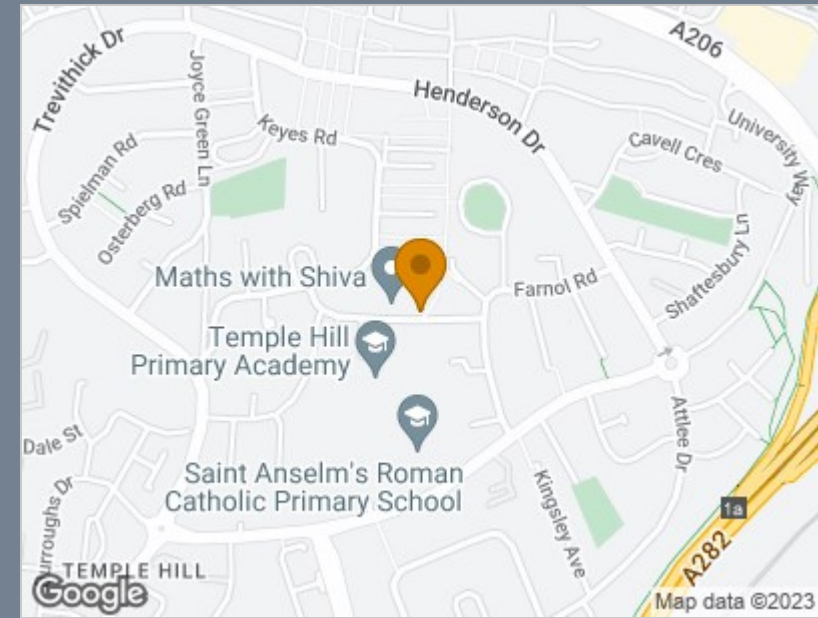 A206
Trevithick Dr
Joyce Green Ln
Henderson Dr
Keyes Rd
University Way
Cavell Cres
Spielman Rd
Osterberg Rd
Shaftesbury Ln
Maths with Shiva
Farnol Rd
Temple Hill
Primary Academy
Attlee Dr
Dale St
Saint Anselm's Roman
Catholic Primary School
Kingsley Ave
urroughs Dr
1a
A282
TEMPLE HILL
Google
Map data ©2023